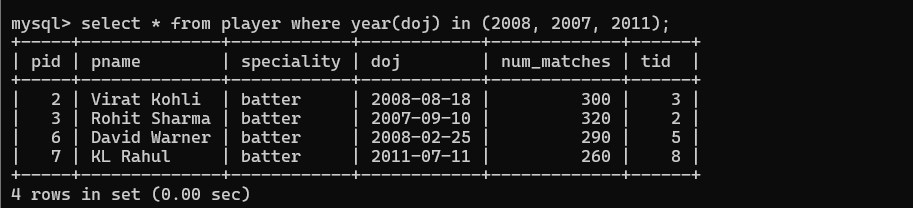 mysql> select * from player where year(doj) in (2008, 2007, 2011);
+-----+--------------+------------+------------+-------------+------+
| pid | pname        | speciality | doj        | num_matches | tid  |
+-----+--------------+------------+------------+-------------+------+
|   2 | Virat Kohli  | batter     | 2008-08-18 |         300 |    3 |
|   3 | Rohit Sharma | batter     | 2007-09-10 |         320 |    2 |
|   6 | David Warner | batter     | 2008-02-25 |         290 |    5 |
|   7 | KL Rahul     | batter     | 2011-07-11 |         260 |    8 |
+-----+--------------+------------+------------+-------------+------+
4 rows in set (0.00 sec)